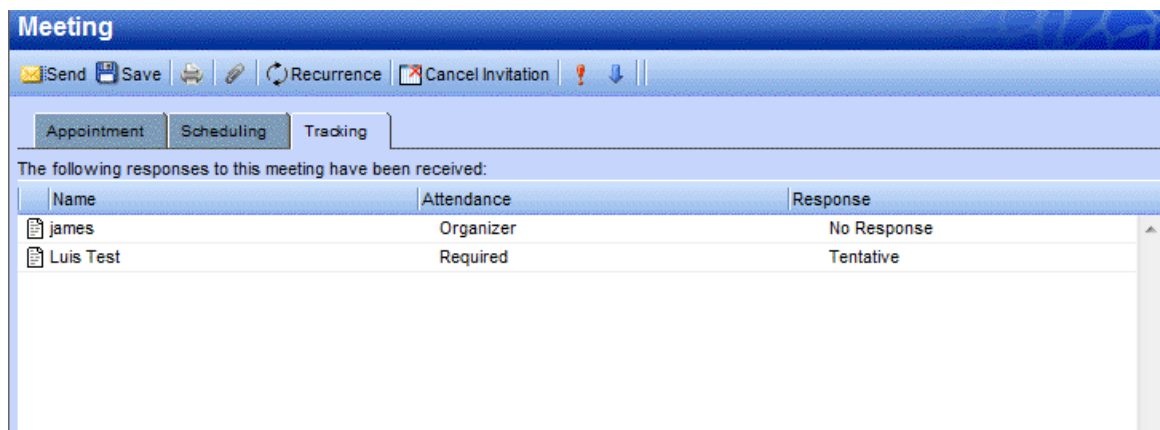 Meeting
Send Save Recurrence Cancel Invitation
Appointment Scheduling Tracking
The following responses to this meeting have been received:
Name Attendance Response
james Organizer No Response
Luis Test Required Tentative